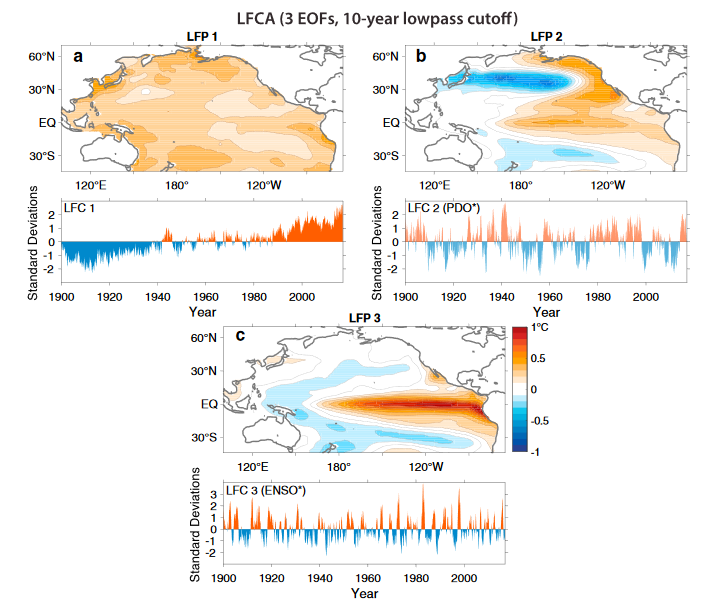 LFCA (3 EOFs, 10-year lowpass cutoff)
LFP 1
a
60°N
30°N
EQ
30°S
120°E 180° 120°W
LFC 1
Standard Deviations
2
1
0
-1
-2
1900 1920 1940 1960 1980 2000
Year
LFP 2
b
60°N
30°N
EQ
30°S
120°E 180° 120°W
LFC 2 (PDO*)
Standard Deviations
2
1
0
-1
-2
1900 1920 1940 1960 1980 2000
Year
LFP 3
c
60°N
30°N
EQ
30°S
120°E 180° 120°W
1°C
0.5
0
-0.5
-1
LFC 3 (ENSO*)
Standard Deviations
3
2
1
0
-1
-2
1900 1920 1940 1960 1980 2000
Year